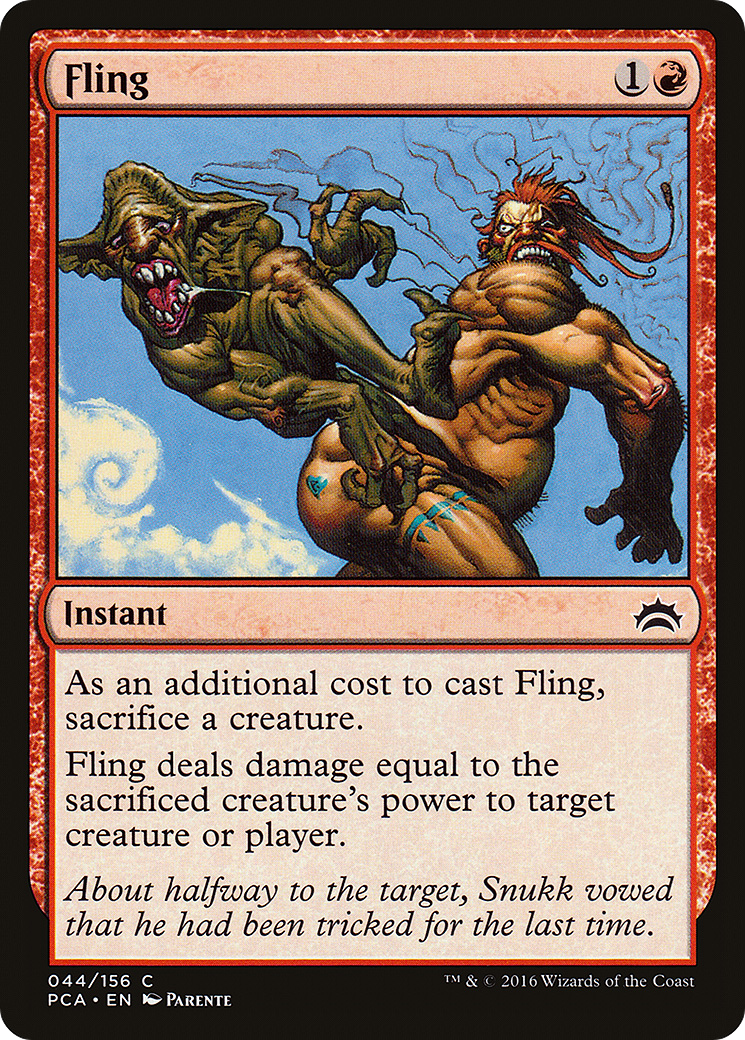 Fling 1
Instant
As an additional cost to cast Fling,
sacrifice a creature.
Fling deals damage equal to the
sacrificed creature's power to target
creature or player.
About halfway to the target, Snukk vowed
that he had been tricked for the last time.
044/156 C
PCA • EN Parente
™ & © 2016 Wizards of the Coast